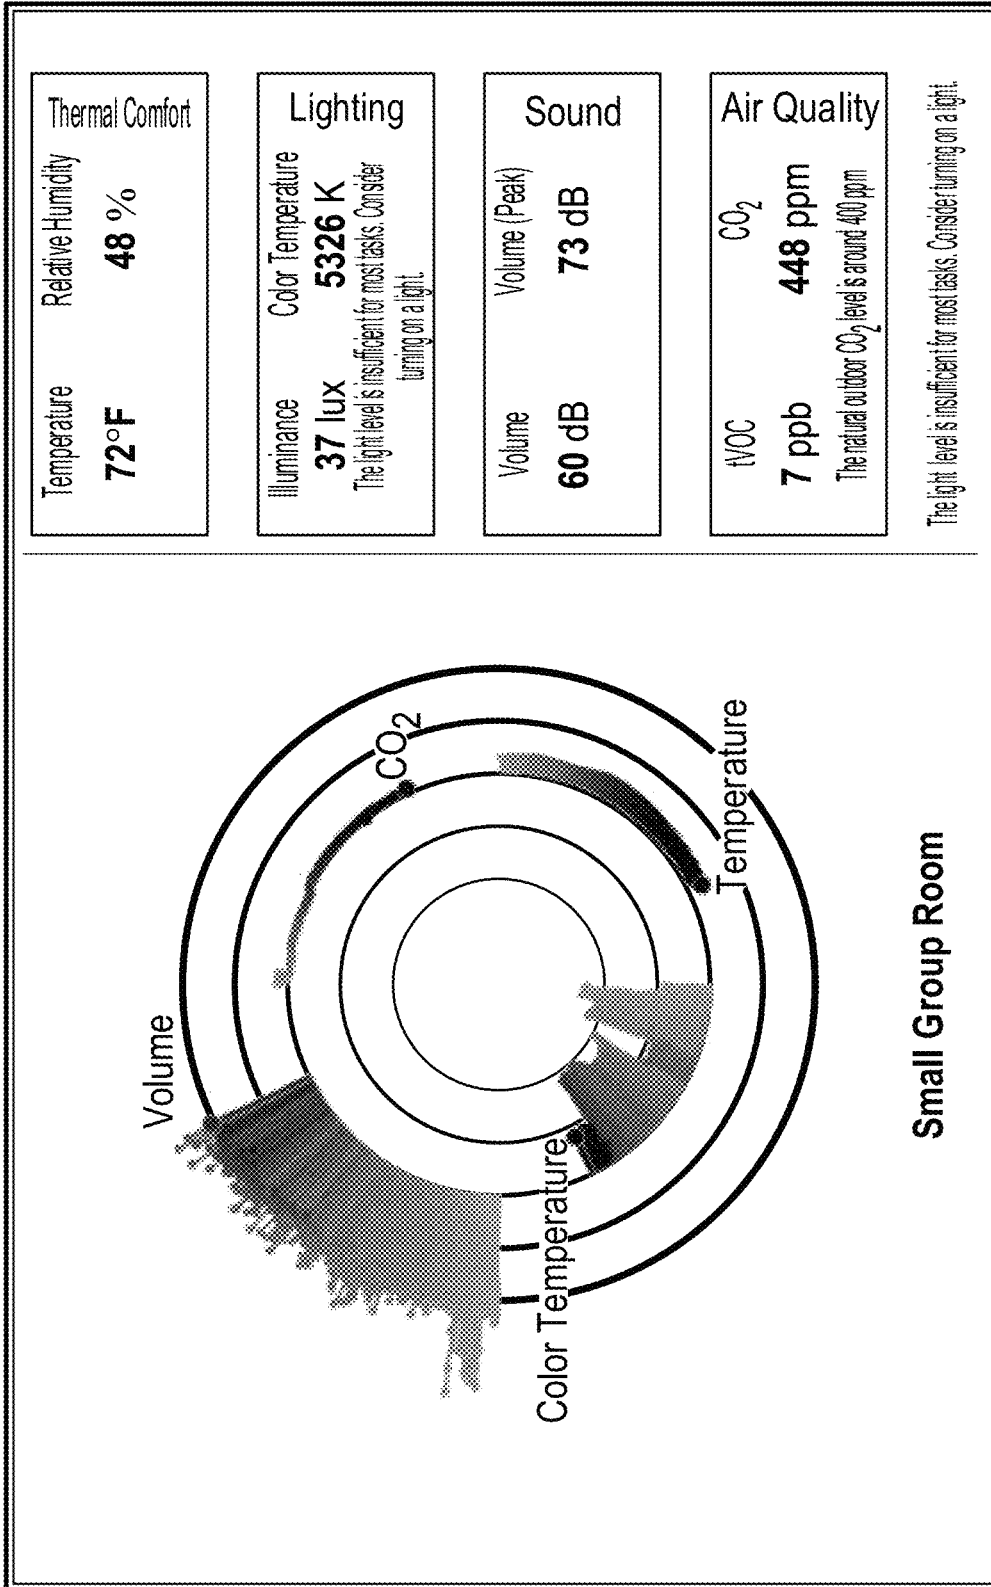 Volume
CO2
Color Temperature
Temperature
Small Group Room
Thermal Comfort
Temperature
Relative Humidity
72°F
48 %
Lighting
Illuminance
Color Temperature
37 lux
5326 K
The light level is insufficient for most tasks. Consider
turning on a light.
Sound
Volume
Volume (Peak)
60 dB
73 dB
Air Quality
tVOC
CO2
7 ppb
448 ppm
The natural outdoor CO2 level is around 400 ppm
The light level is insufficient for most tasks. Consider turning on a light.